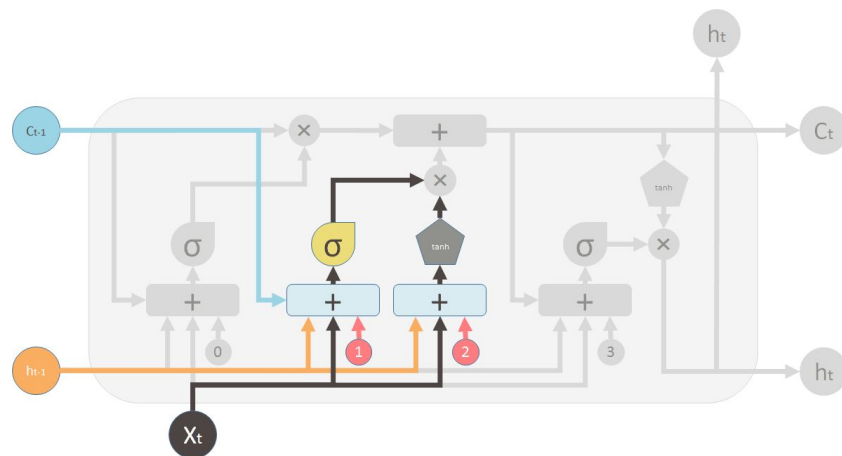 hₜ
Cₜ₋₁
×
+
Cₜ
×
tanh
σ
σ
tanh
σ
×
+
+
+
+
0
1
2
3
hₜ₋₁
hₜ
Xₜ